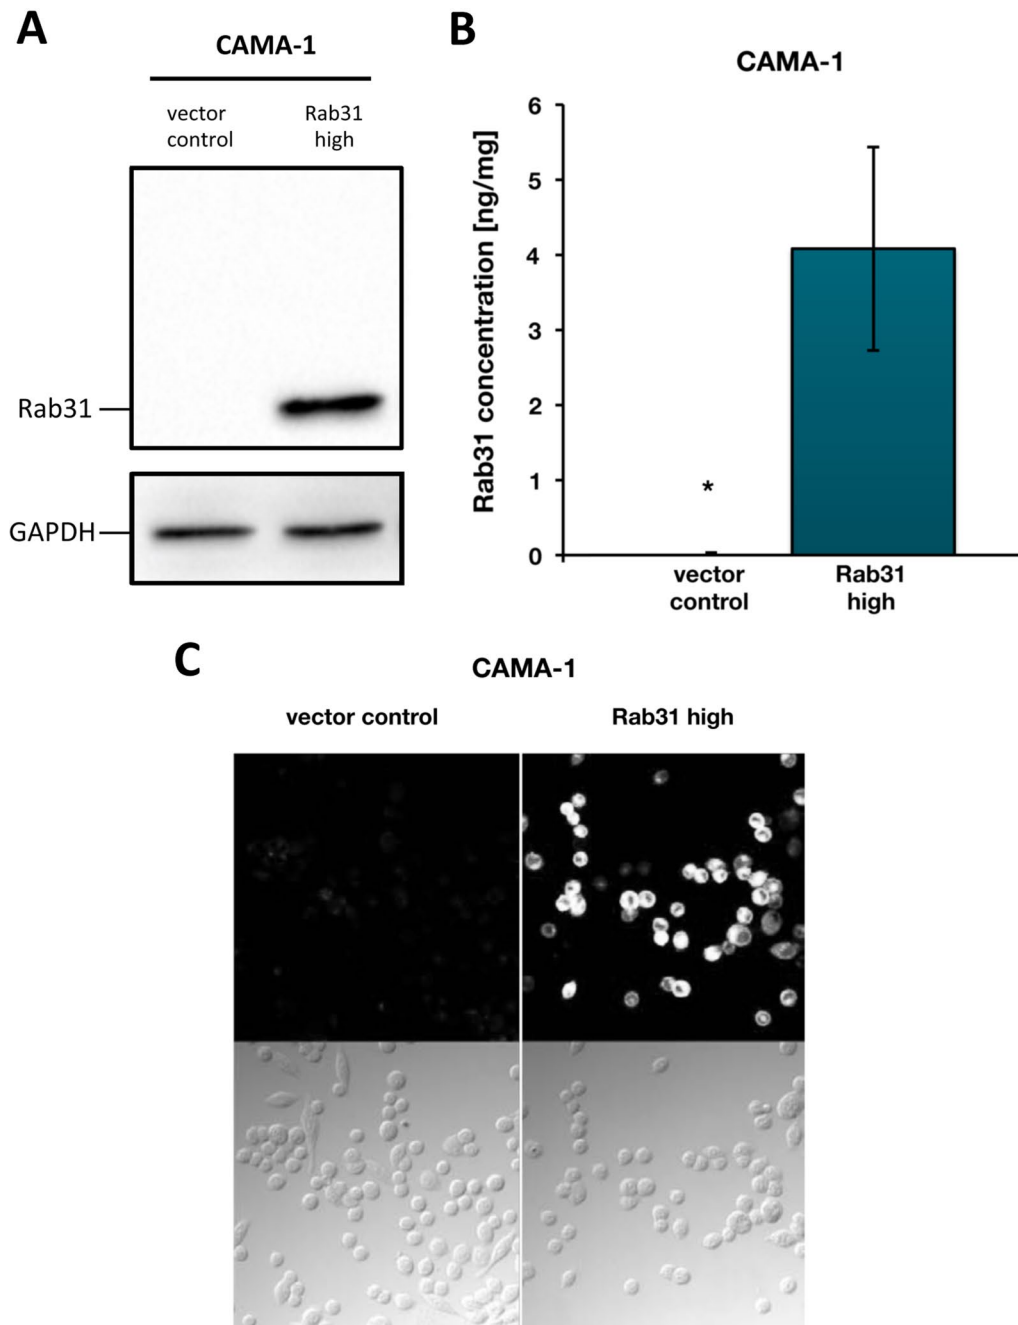 A
CAMA-1
vector
control
Rab31
high
Rab31
GAPDH
B
CAMA-1
Rab31 concentration [ng/mg]
6
5
4
3
2
1
0
*
vector
control
Rab31
high
C
CAMA-1
vector control
Rab31 high